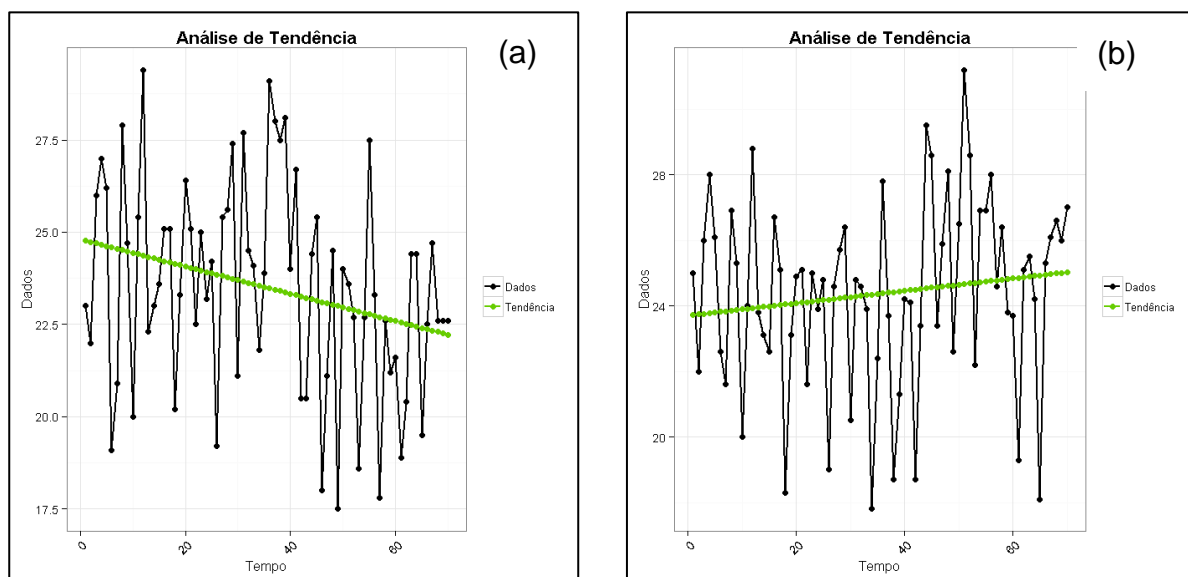 Análise de Tendência
(a)
Dados
27.5
25.0
22.5
20.0
17.5
0
20
40
60
Tempo
Dados
Tendência
Análise de Tendência
(b)
Dados
28
24
20
0
20
40
60
Tempo
Dados
Tendência